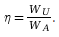 η = W_U / W_A.